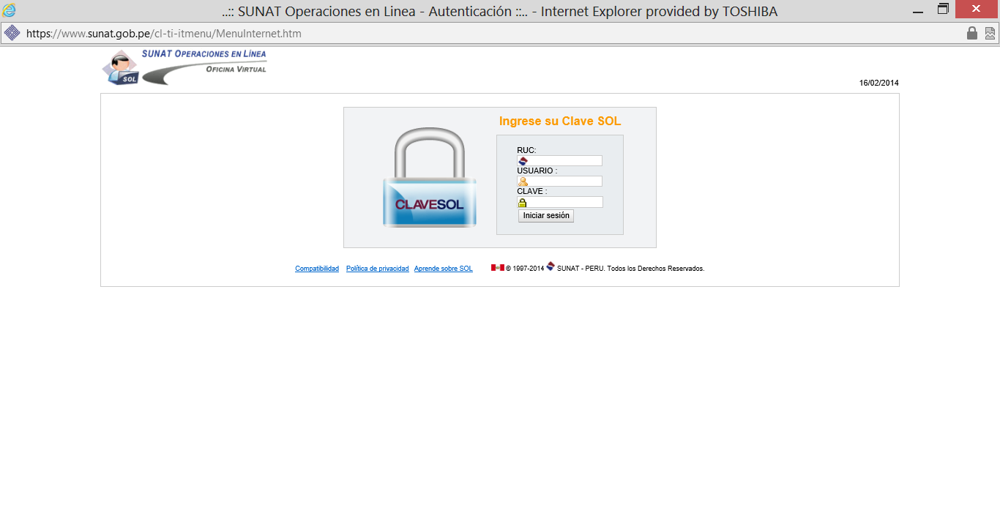 ..:: SUNAT Operaciones en Linea - Autenticación ::.. - Internet Explorer provided by TOSHIBA
https://www.sunat.gob.pe/cl-ti-itmenu/MenuInternet.htm
SUNAT OPERACIONES EN LÍNEA
OFICINA VIRTUAL
SOL
16/02/2014
Ingrese su Clave SOL
RUC:
USUARIO :
CLAVE :
CLAVESOL
Iniciar sesión
Compatibilidad Política de privacidad Aprende sobre SOL © 1997-2014 SUNAT - PERU. Todos los Derechos Reservados.